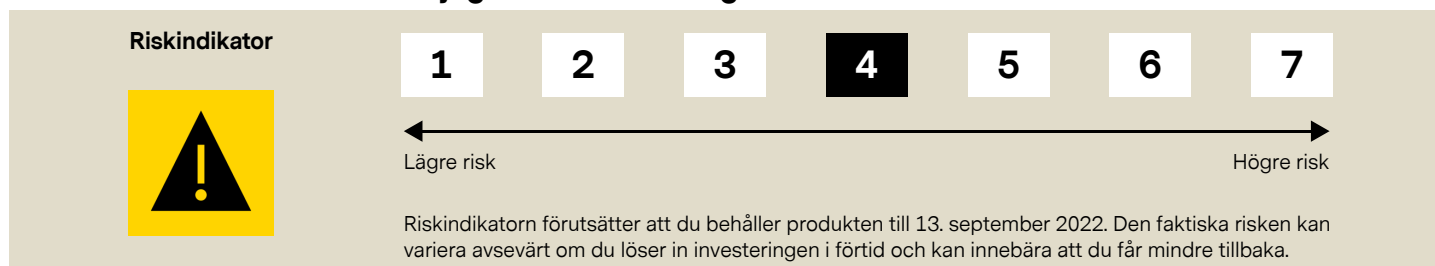 Riskindikator
1 2 3 4 5 6 7
Lägre risk Högre risk
Riskindikatorn förutsätter att du behåller produkten till 13. september 2022. Den faktiska risken kan
variera avsevärt om du löser in investeringen i förtid och kan innebära att du får mindre tillbaka.